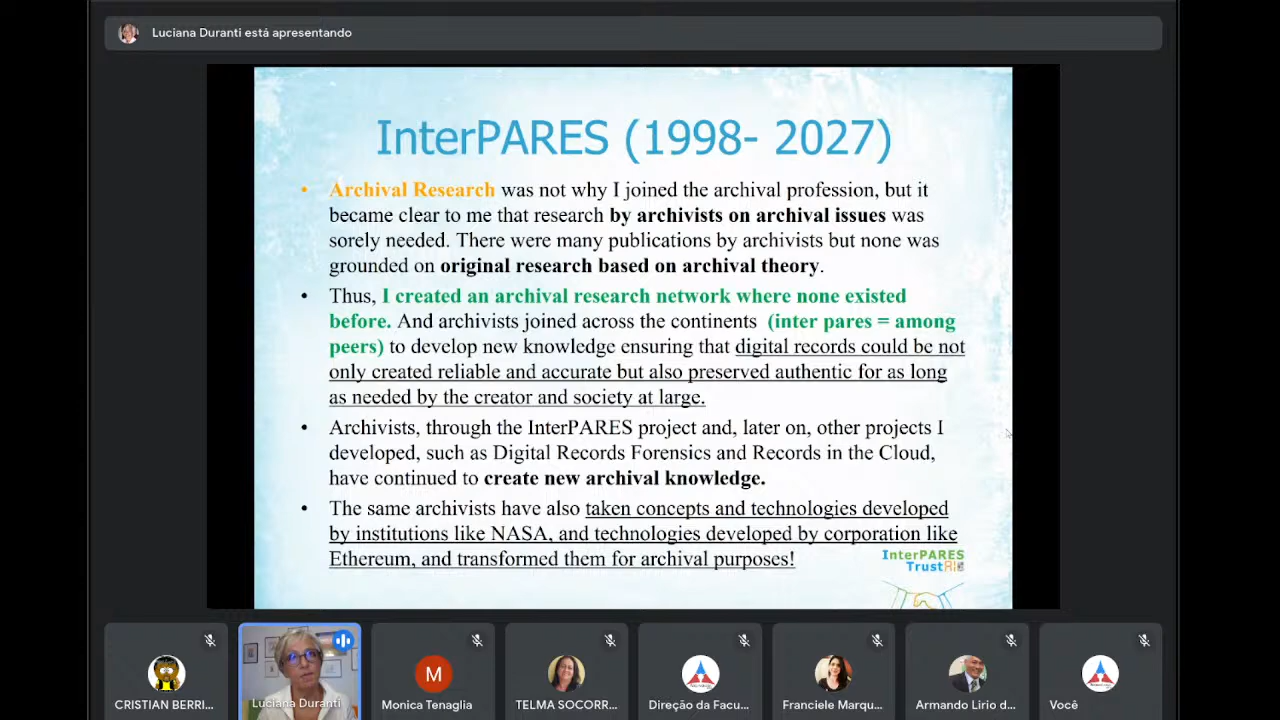 Luciana Duranti está apresentando
InterPARES (1998- 2027)
• Archival Research was not why I joined the archival profession, but it
became clear to me that research by archivists on archival issues was
sorely needed. There were many publications by archivists but none was
grounded on original research based on archival theory.
• Thus, I created an archival research network where none existed
before. And archivists joined across the continents (inter pares = among
peers) to develop new knowledge ensuring that digital records could be not
only created reliable and accurate but also preserved authentic for as long
as needed by the creator and society at large.
• Archivists, through the InterPARES project and, later on, other projects I
developed, such as Digital Records Forensics and Records in the Cloud,
have continued to create new archival knowledge.
• The same archivists have also taken concepts and technologies developed
by institutions like NASA, and technologies developed by corporation like
Ethereum, and transformed them for archival purposes!
InterPARES
Trust
CRISTIAN BERRI...
Luciana Duranti
M
Monica Tenaglia
TELMA SOCORR...
Direção da Facu...
Franciele Marqu...
Armando Lirio d...
Você